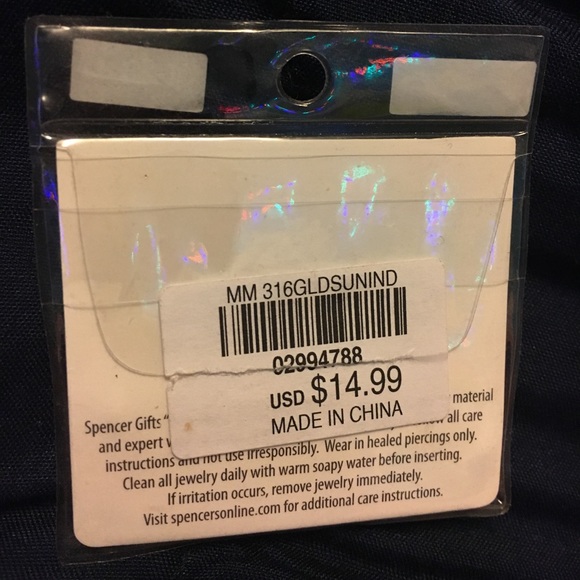 MM 316GLDSUNIND
02994788
USD $14.99
MADE IN CHINA
Spencer Gifts " material
and expert all care
instructions and not use irresponsibly. Wear in healed piercings only.
Clean all jewelry daily with warm soapy water before inserting.
If irritation occurs, remove jewelry immediately.
Visit spencersonline.com for additional care instructions.